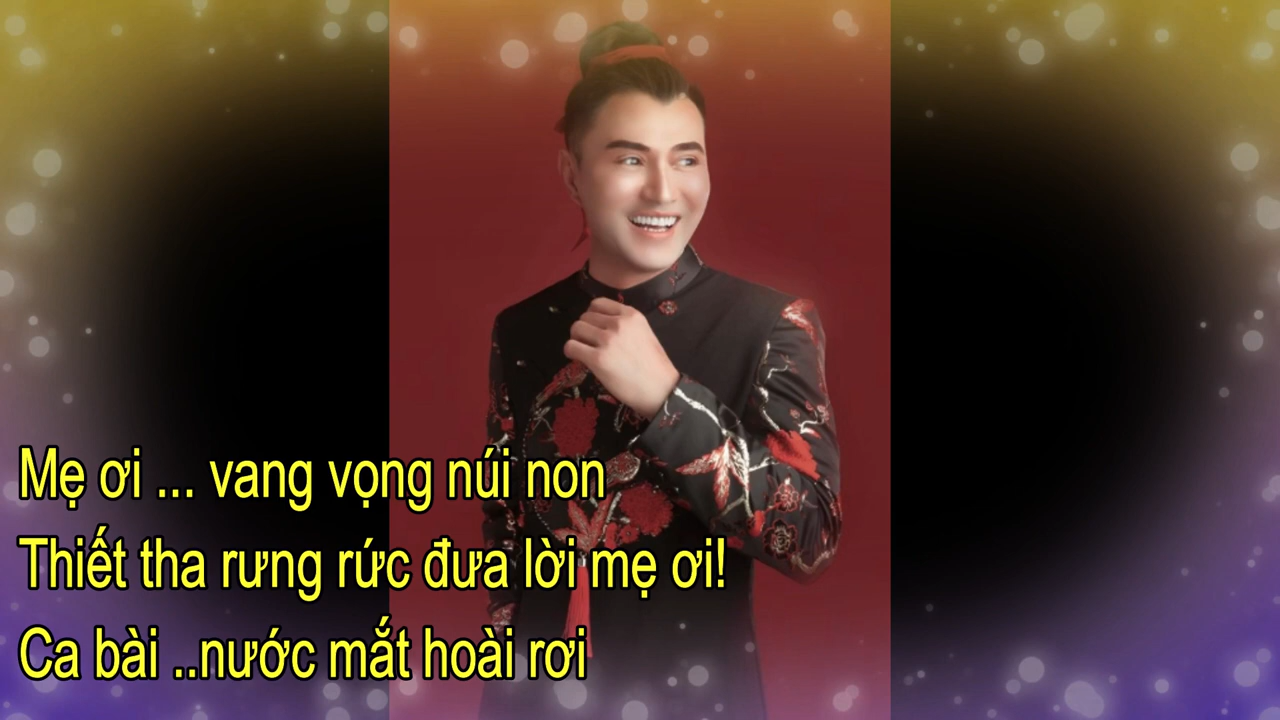 Mẹ ơi ... vang vọng núi non
Thiết tha rưng rức đưa lời mẹ ơi!
Ca bài ..nước mắt hoài rơi